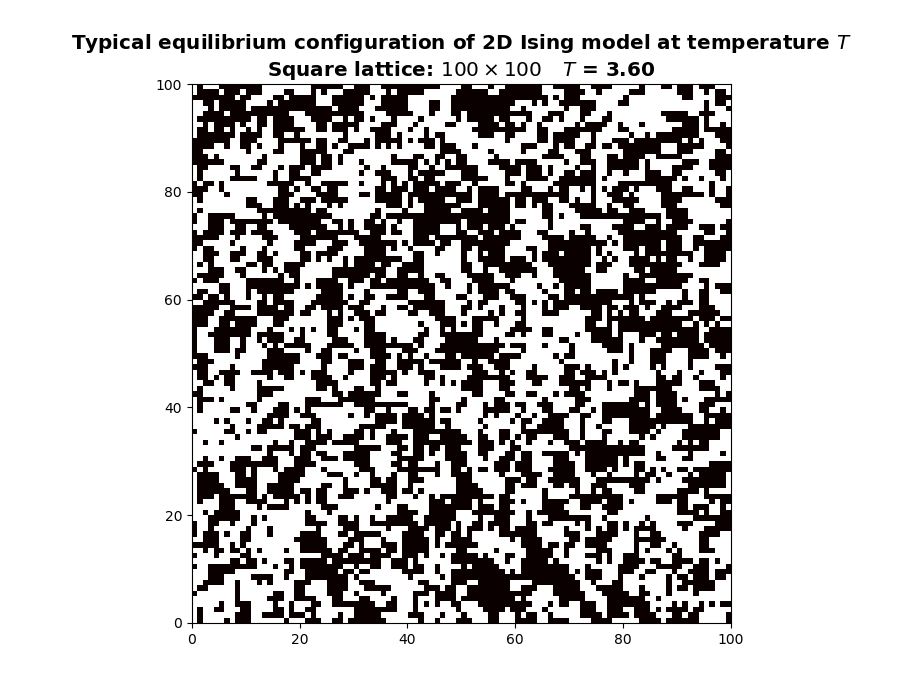 Typical equilibrium configuration of 2D Ising model at temperature T
Square lattice: 100 × 100 T = 3.60
100
80
60
40
20
0
0 20 40 60 80 100